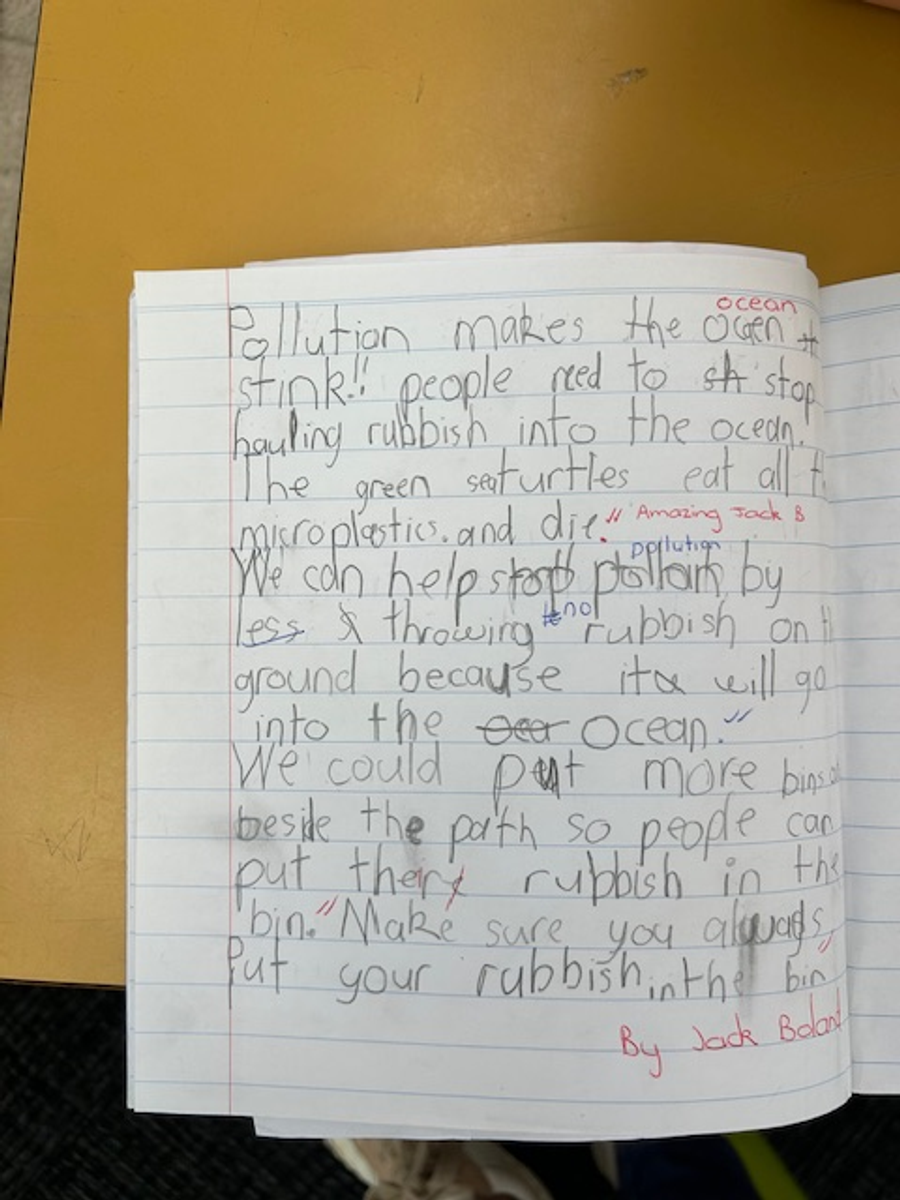 ocean
Pollution makes the Ocaen
stink!! people need to st stop
hauling rubbish into the ocean.
The green seaturtles eat all
microplastics. and die. Amazing Jack B
pollution
We can help stop by
no
less throwing rubbish on
ground because it will go
into the Ocean.
We could put more bins
beside the path so people can
put their rubbish in the
bin. Make sure you always
Put your rubbish in the bin
By Jack Boland